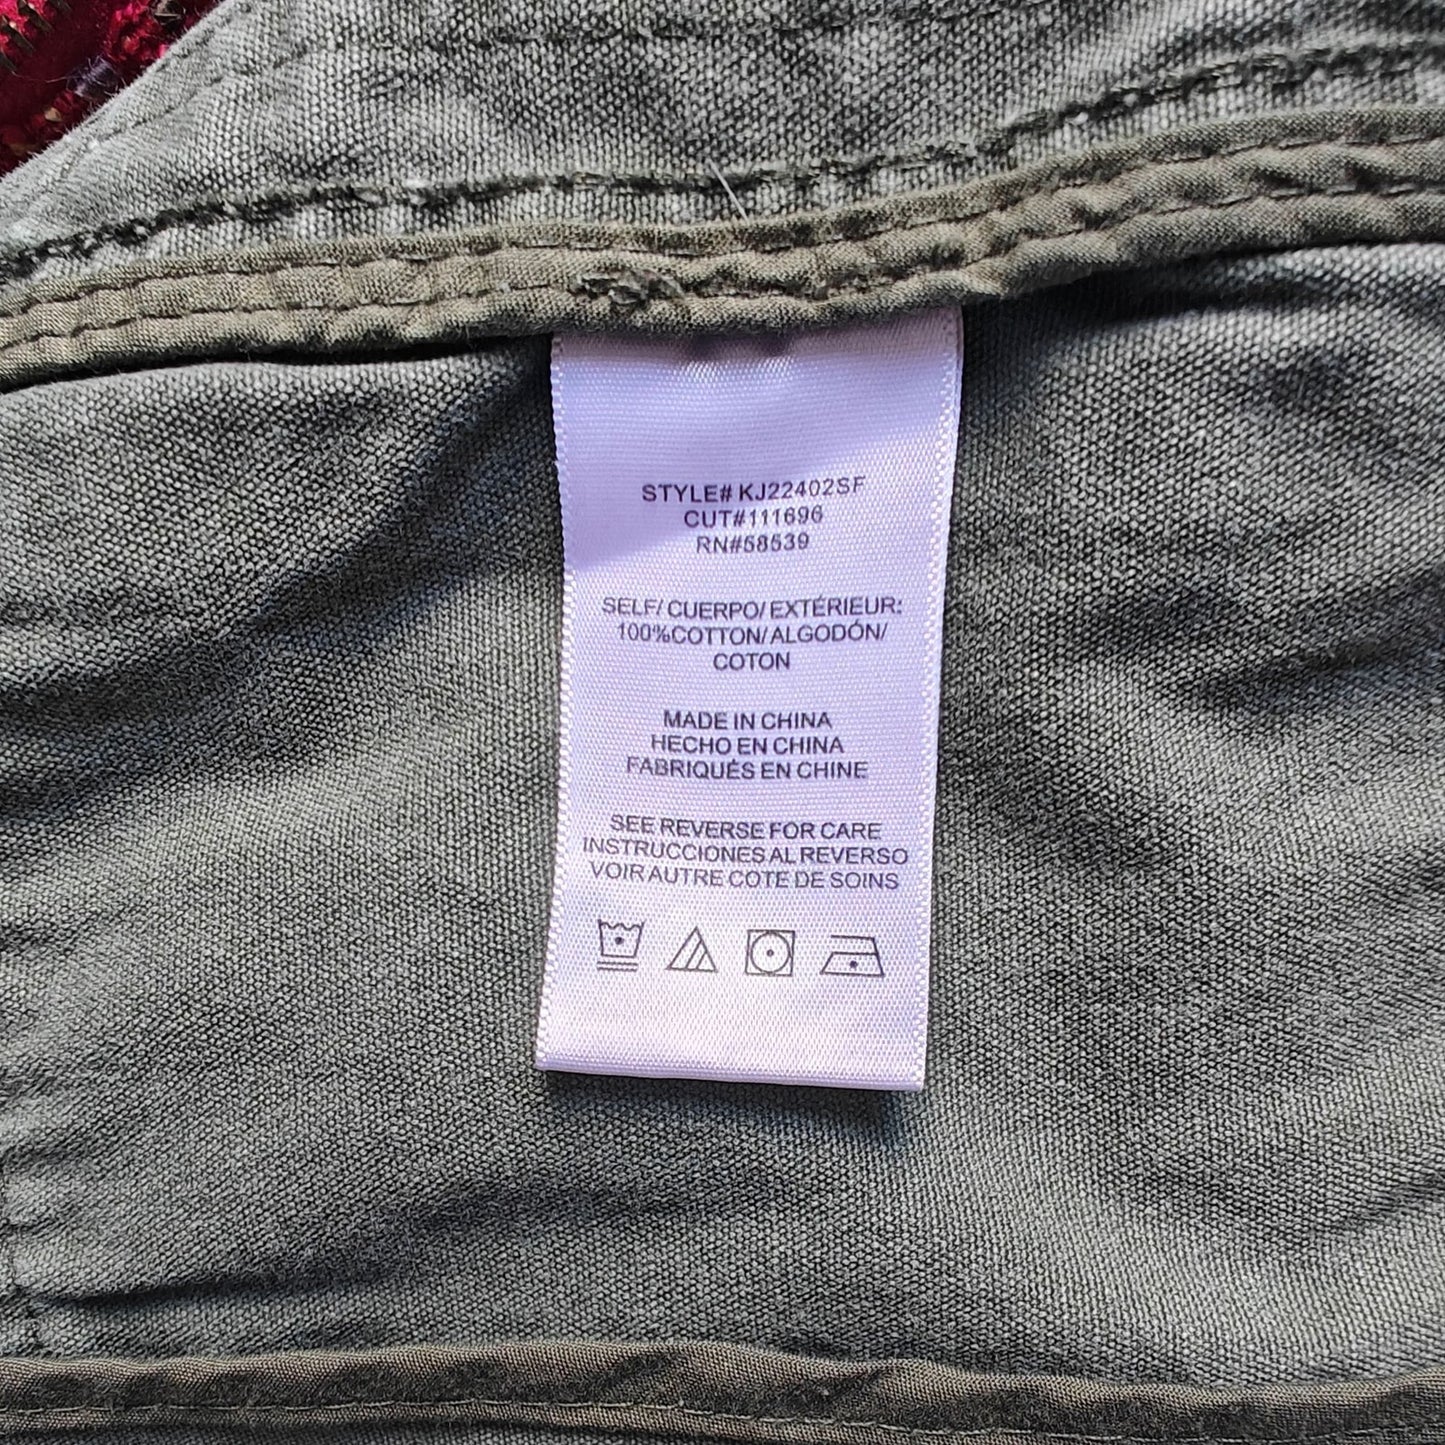 STYLE# KJ22402SF
CUT#111696
RN#58539
SELF/ CUERPO/ EXTÉRIEUR:
100%COTTON/ ALGODÓN/
COTON
MADE IN CHINA
HECHO EN CHINA
FABRIQUÉS EN CHINE
SEE REVERSE FOR CARE
INSTRUCCIONES AL REVERSO
VOIR AUTRE COTE DE SOINS